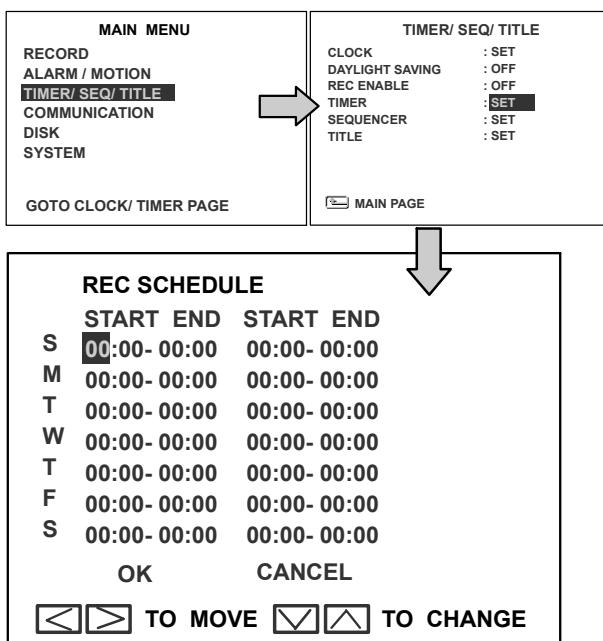 MAIN MENU
RECORD
ALARM / MOTION
TIMER/ SEQ/ TITLE
COMMUNICATION
DISK
SYSTEM
GOTO CLOCK/ TIMER PAGE
TIMER/ SEQ/ TITLE
CLOCK : SET
DAYLIGHT SAVING : OFF
REC ENABLE : OFF
TIMER : SET
SEQUENCER : SET
TITLE : SET
MAIN PAGE
REC SCHEDULE
START END START END
S 00:00- 00:00 00:00- 00:00
M 00:00- 00:00 00:00- 00:00
T 00:00- 00:00 00:00- 00:00
W 00:00- 00:00 00:00- 00:00
T 00:00- 00:00 00:00- 00:00
F 00:00- 00:00 00:00- 00:00
S 00:00- 00:00 00:00- 00:00
OK CANCEL
TO MOVE TO CHANGE